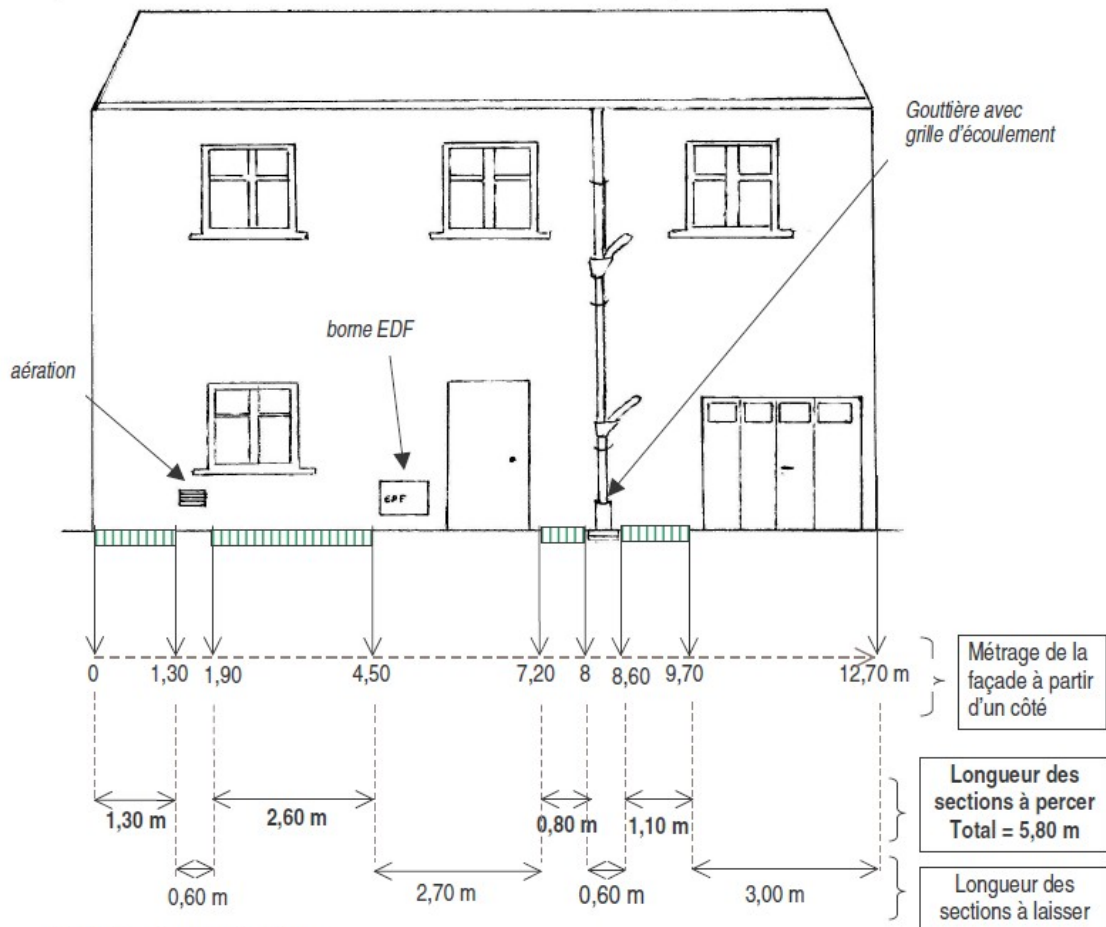 Gouttière avec
grille d'écoulement
borne EDF
aération
EDF
0
1,30
1,90
4,50
7,20
8
8,60
9,70
12,70 m
Métrage de la
façade à partir
d'un côté
1,30 m
2,60 m
0,80 m
1,10 m
Longueur des
sections à percer
Total = 5,80 m
0,60 m
2,70 m
0,60 m
3,00 m
Longueur des
sections à laisser